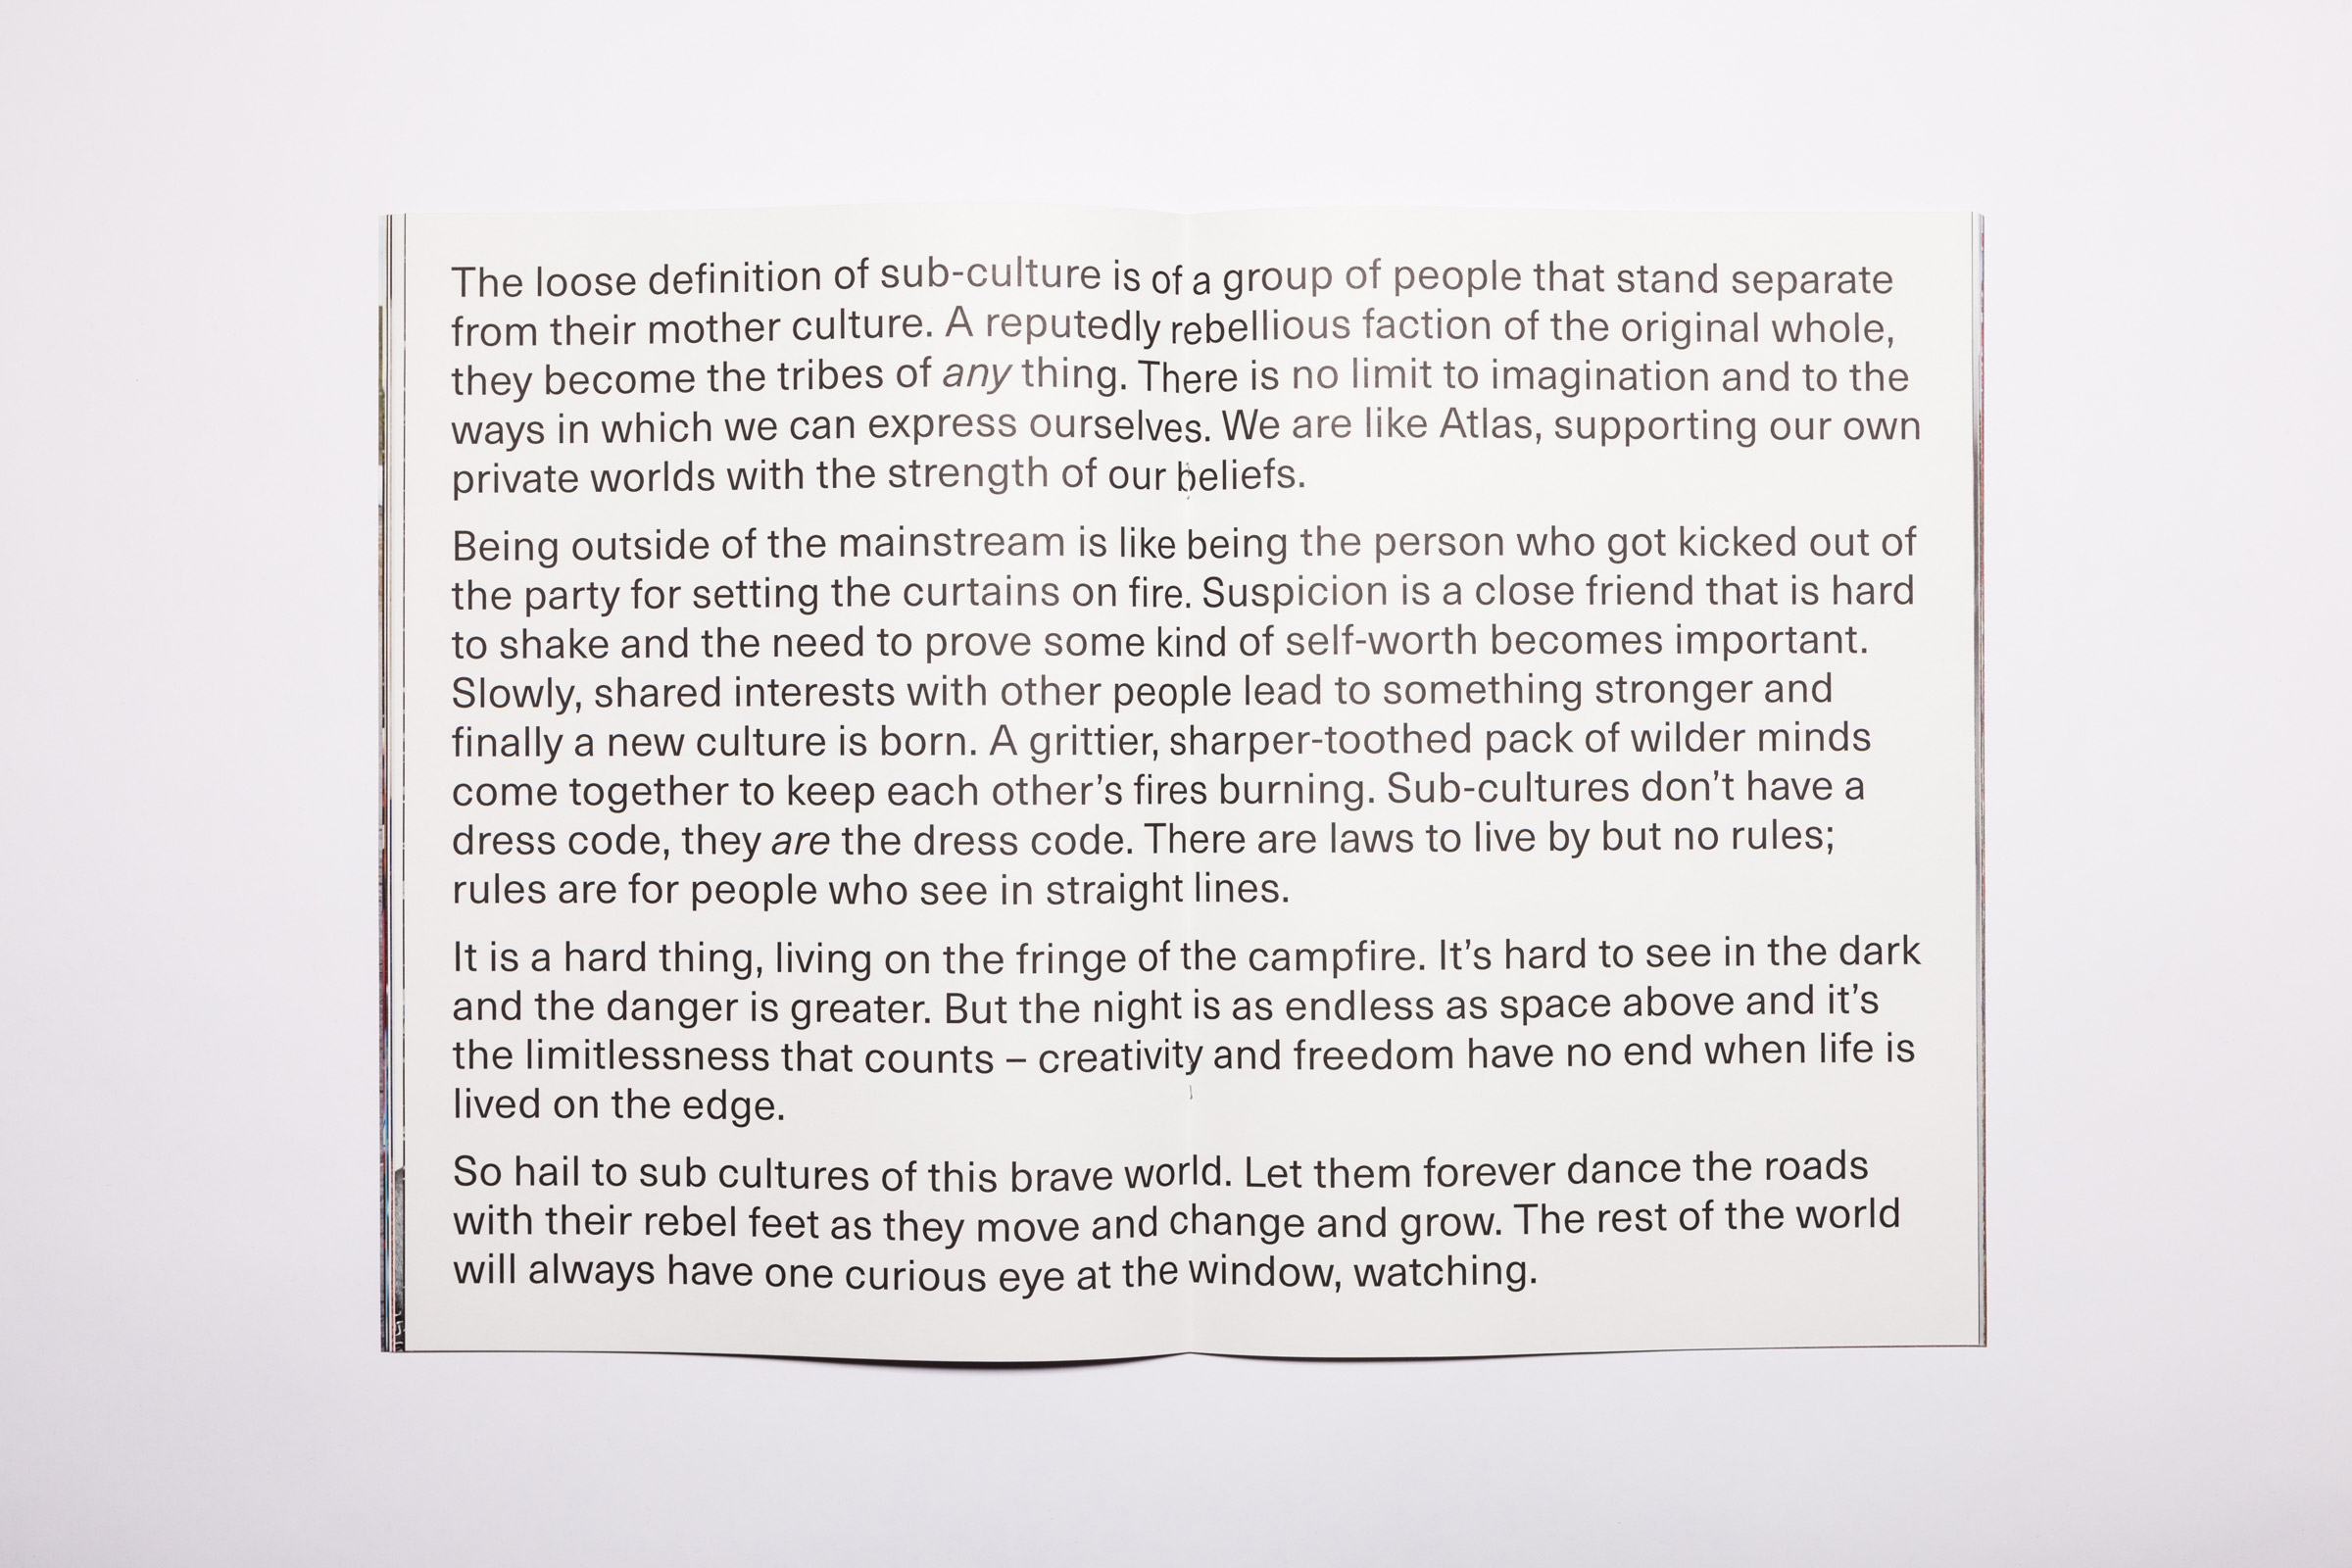 The loose definition of sub-culture is of a group of people that stand separate
from their mother culture. A reputedly rebellious faction of the original whole,
they become the tribes of any thing. There is no limit to imagination and to the
ways in which we can express ourselves. We are like Atlas, supporting our own
private worlds with the strength of our beliefs.
Being outside of the mainstream is like being the person who got kicked out of
the party for setting the curtains on fire. Suspicion is a close friend that is hard
to shake and the need to prove some kind of self-worth becomes important.
Slowly, shared interests with other people lead to something stronger and
finally a new culture is born. A grittier, sharper-toothed pack of wilder minds
come together to keep each other’s fires burning. Sub-cultures don’t have a
dress code, they are the dress code. There are laws to live by but no rules;
rules are for people who see in straight lines.
It is a hard thing, living on the fringe of the campfire. It’s hard to see in the dark
and the danger is greater. But the night is as endless as space above and it’s
the limitlessness that counts – creativity and freedom have no end when life is
lived on the edge.
So hail to sub cultures of this brave world. Let them forever dance the roads
with their rebel feet as they move and change and grow. The rest of the world
will always have one curious eye at the window, watching.